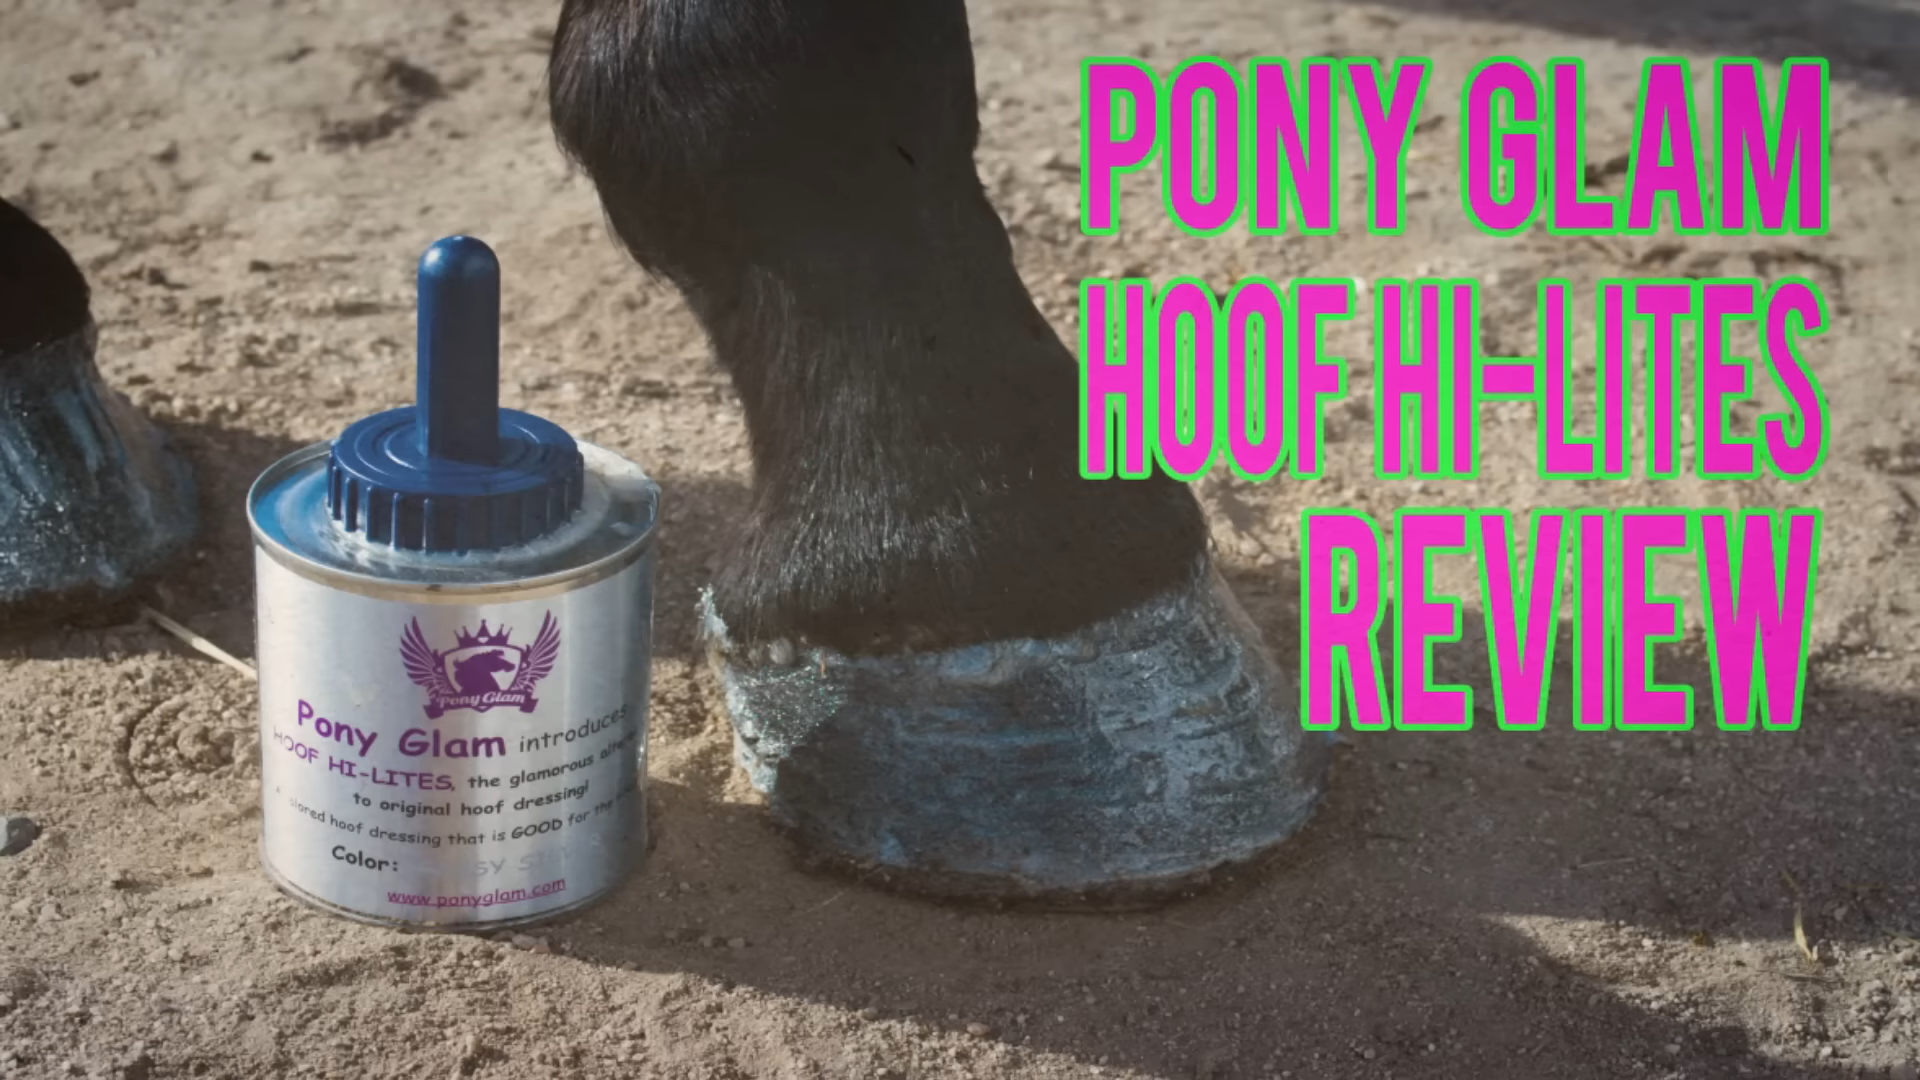 PONY GLAM
HOOF HI-LITES
REVIEW
Pony Glam
Pony Glam introduces
HOOF HI-LITES, the glamorous
to original hoof dressing!
hoof dressing that is GOOD for the
Color:
www.ponyglam.com